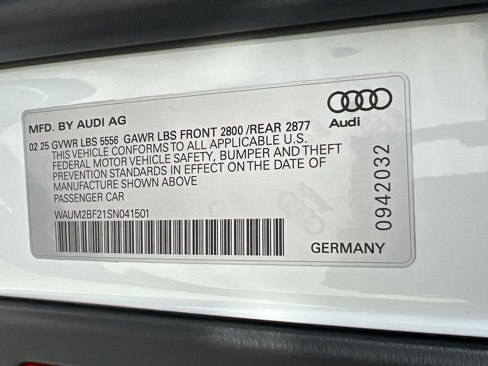 MFD. BY AUDI AG
02 25 GVWR LBS 5556 GAWR LBS FRONT 2800 /REAR 2877
THIS VEHICLE CONFORMS TO ALL APPLICABLE U.S.
FEDERAL MOTOR VEHICLE SAFETY, BUMPER AND THEFT
PREVENTION STANDARDS IN EFFECT ON THE DATE OF
MANUFACTURE SHOWN ABOVE
PASSENGER CAR
WAUM2BF21SN041501
Audi
0942032
GERMANY